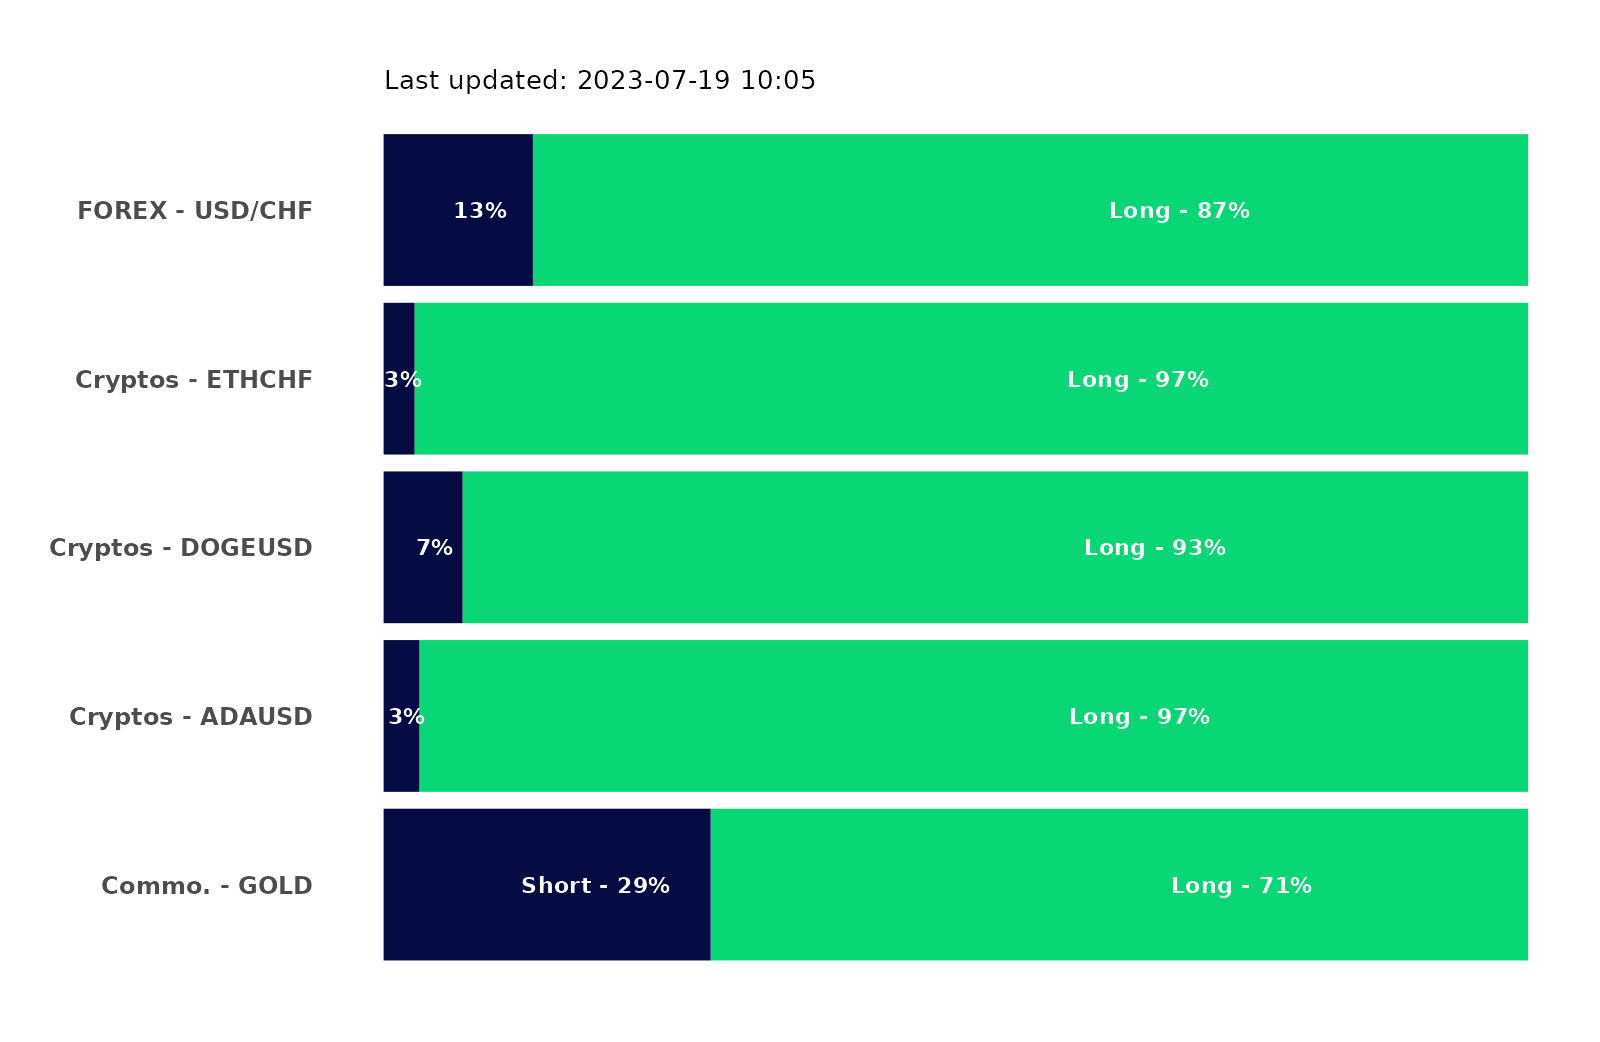 Last updated: 2023-07-19 10:05
FOREX - USD/CHF 13% Long - 87%
Cryptos - ETHCHF 3% Long - 97%
Cryptos - DOGEUSD 7% Long - 93%
Cryptos - ADAUSD 3% Long - 97%
Commo. - GOLD Short - 29% Long - 71%